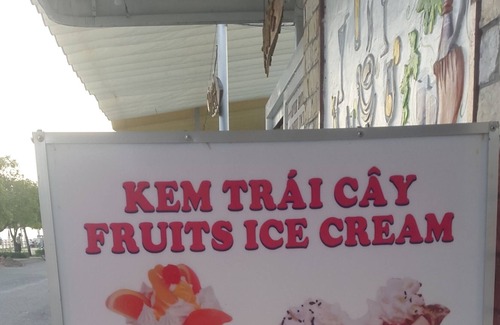 KEM TRÁI CÂY
FRUITS ICE CREAM